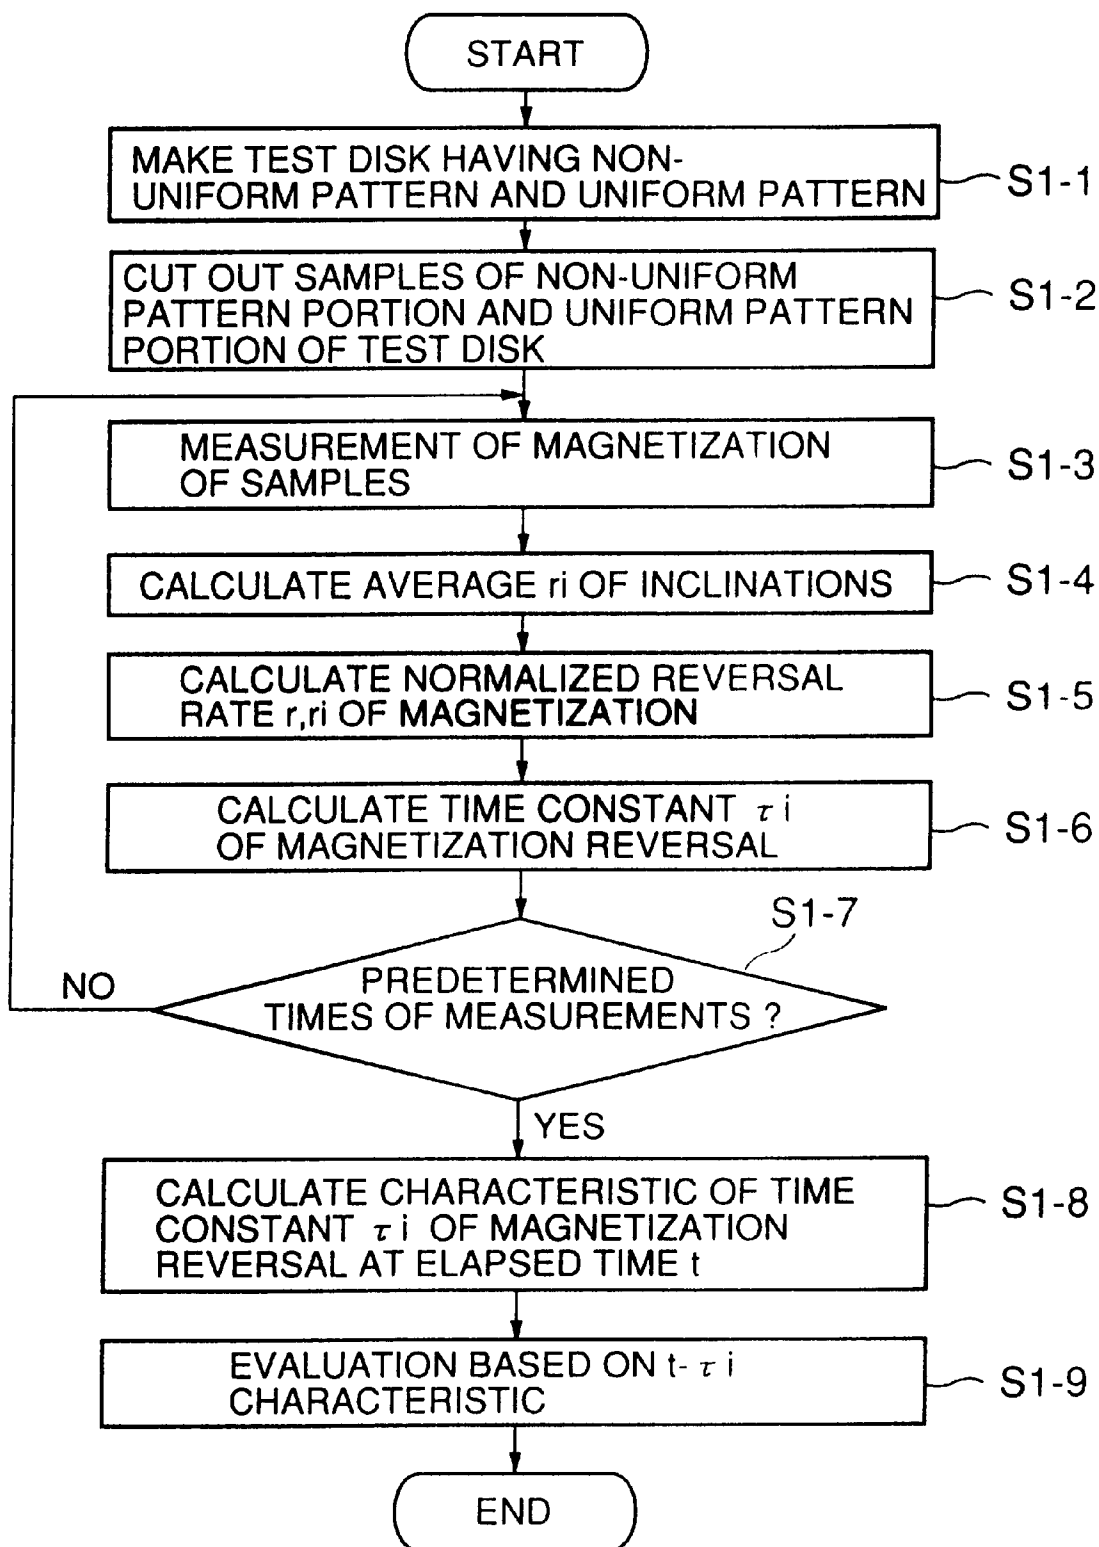 START
MAKE TEST DISK HAVING NON-
UNIFORM PATTERN AND UNIFORM PATTERN
S1-1
CUT OUT SAMPLES OF NON-UNIFORM
PATTERN PORTION AND UNIFORM PATTERN
PORTION OF TEST DISK
S1-2
MEASUREMENT OF MAGNETIZATION
OF SAMPLES
S1-3
CALCULATE AVERAGE ri OF INCLINATIONS
S1-4
CALCULATE NORMALIZED REVERSAL
RATE r,ri OF MAGNETIZATION
S1-5
CALCULATE TIME CONSTANT τ i
OF MAGNETIZATION REVERSAL
S1-6
S1-7
PREDETERMINED
TIMES OF MEASUREMENTS ?
NO
YES
CALCULATE CHARACTERISTIC OF TIME
CONSTANT τ i OF MAGNETIZATION
REVERSAL AT ELAPSED TIME t
S1-8
EVALUATION BASED ON t- τ i
CHARACTERISTIC
S1-9
END